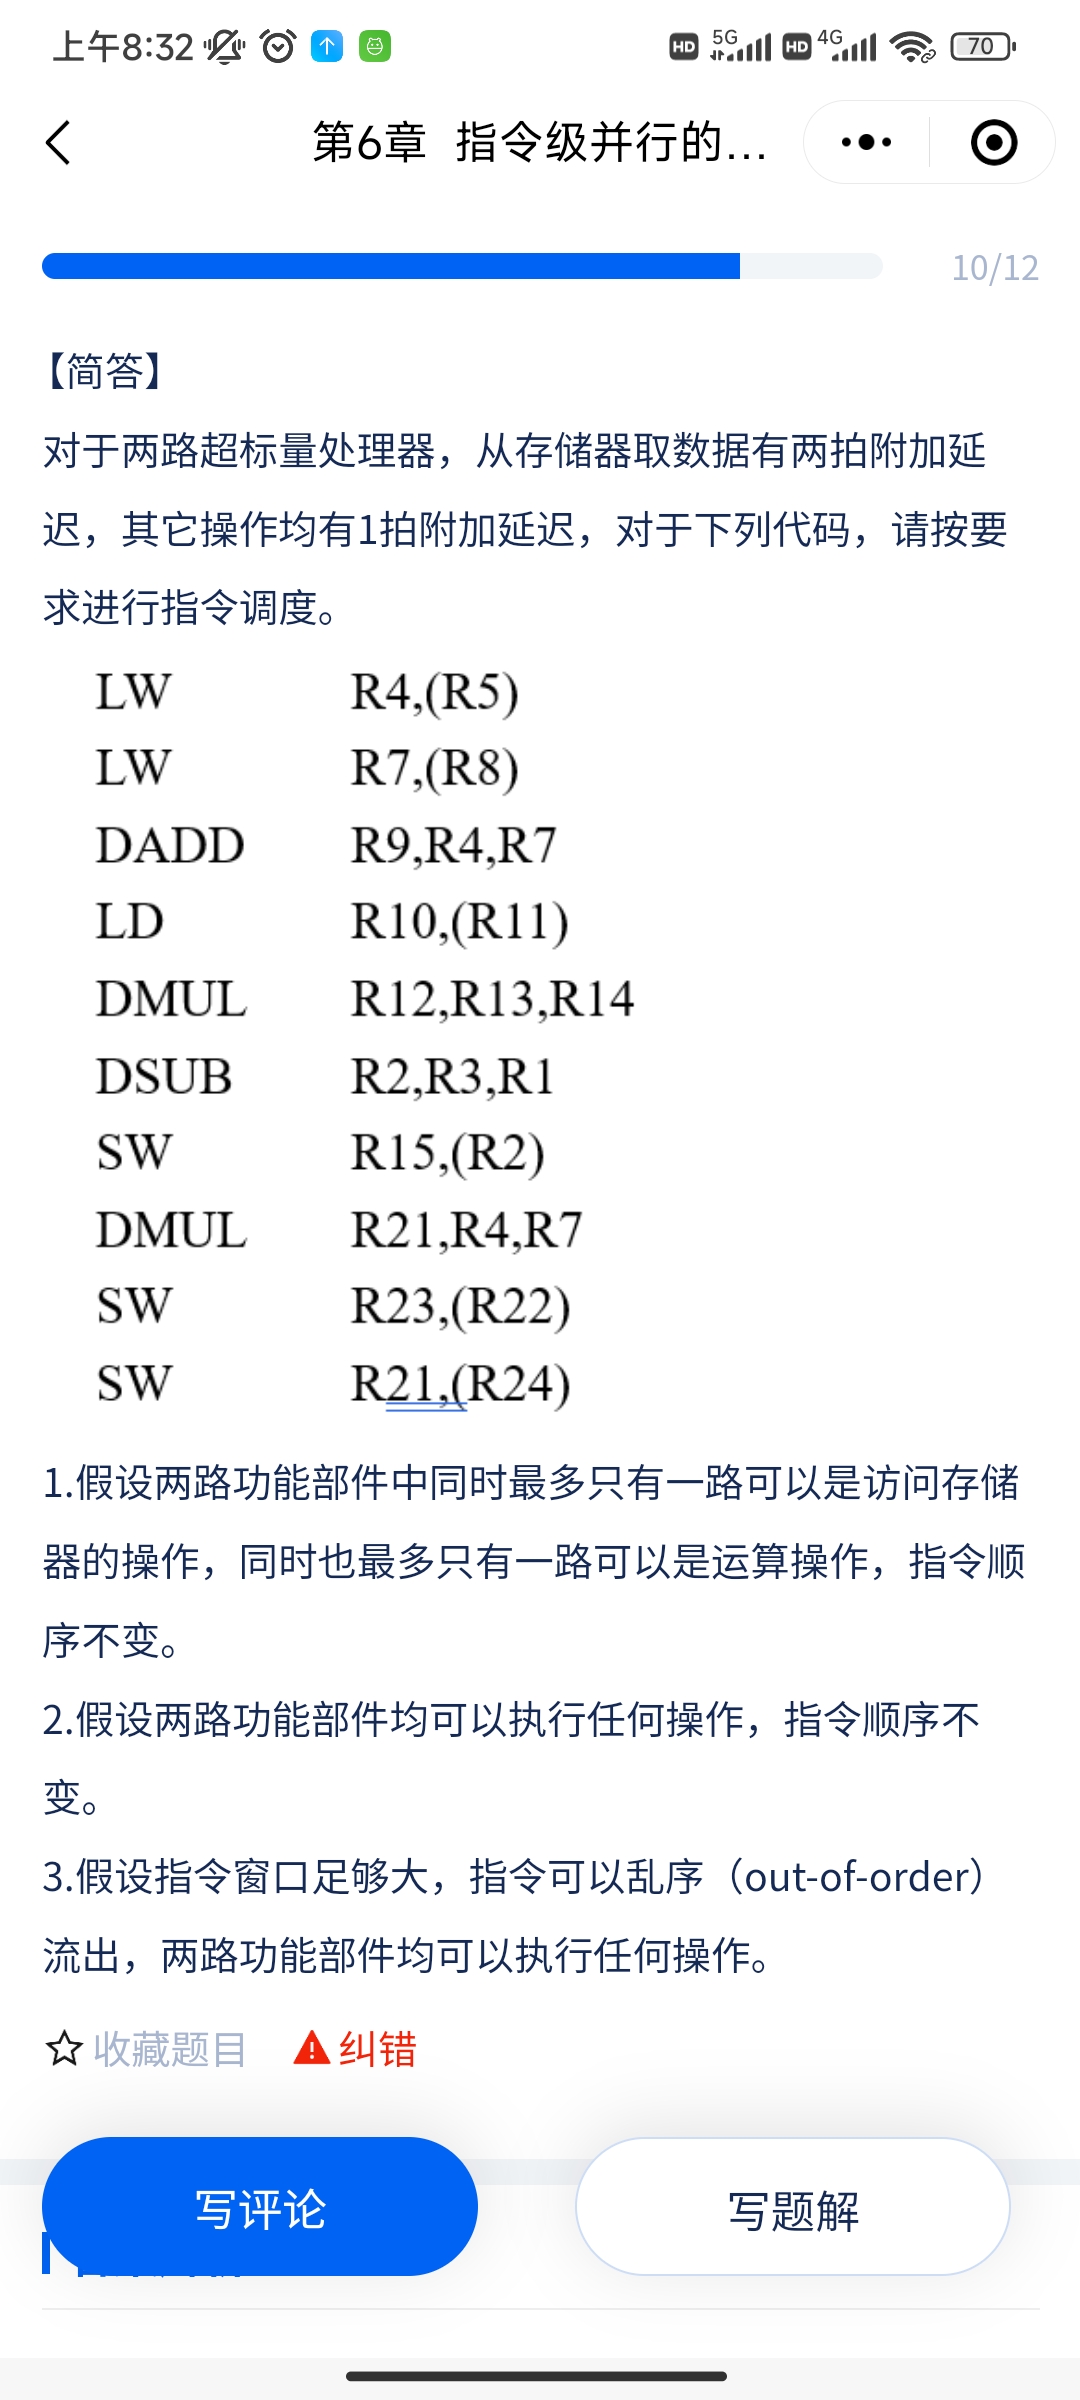 上午8:32 HD 5G HD 4G 70
第6章 指令级并行的...
10/12
【简答】
对于两路超标量处理器，从存储器取数据有两拍附加延
迟，其它操作均有1拍附加延迟，对于下列代码，请按要
求进行指令调度。
LW R4,(R5)
LW R7,(R8)
DADD R9,R4,R7
LD R10,(R11)
DMUL R12,R13,R14
DSUB R2,R3,R1
SW R15,(R2)
DMUL R21,R4,R7
SW R23,(R22)
SW R21,(R24)
1.假设两路功能部件中同时最多只有一路可以是访问存储
器的操作，同时也最多只有一路可以是运算操作，指令顺
序不变。
2.假设两路功能部件均可以执行任何操作，指令顺序不
变。
3.假设指令窗口足够大，指令可以乱序（out-of-order）
流出，两路功能部件均可以执行任何操作。
收藏题目 纠错
写评论 写题解